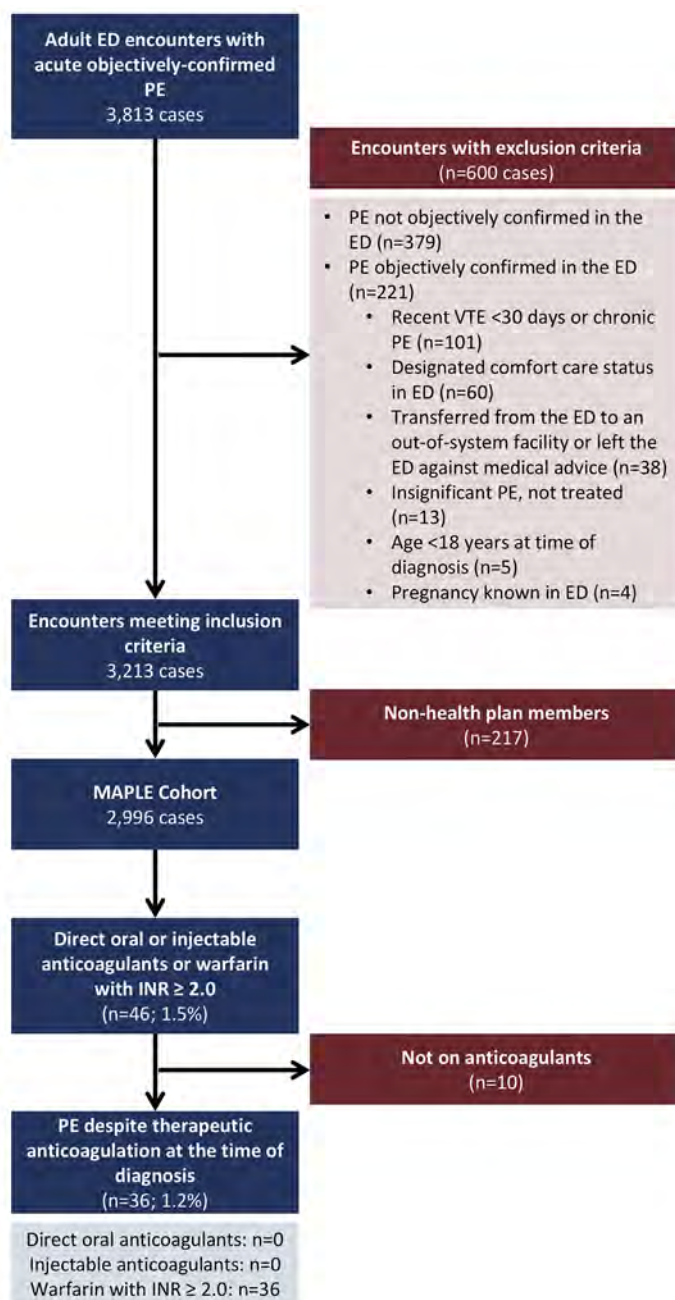 Adult ED encounters with
acute objectively-confirmed
PE
3,813 cases
Encounters with exclusion criteria
(n=600 cases)
• PE not objectively confirmed in the
ED (n=379)
• PE objectively confirmed in the ED
(n=221)
• Recent VTE <30 days or chronic
PE (n=101)
• Designated comfort care status
in ED (n=60)
• Transferred from the ED to an
out-of-system facility or left the
ED against medical advice (n=38)
• Insignificant PE, not treated
(n=13)
• Age <18 years at time of
diagnosis (n=5)
• Pregnancy known in ED (n=4)
Encounters meeting inclusion
criteria
3,213 cases
Non-health plan members
(n=217)
MAPLE Cohort
2,996 cases
Direct oral or injectable
anticoagulants or warfarin
with INR ≥ 2.0
(n=46; 1.5%)
Not on anticoagulants
(n=10)
PE despite therapeutic
anticoagulation at the time of
diagnosis
(n=36; 1.2%)
Direct oral anticoagulants: n=0
Injectable anticoagulants: n=0
Warfarin with INR ≥ 2.0: n=36